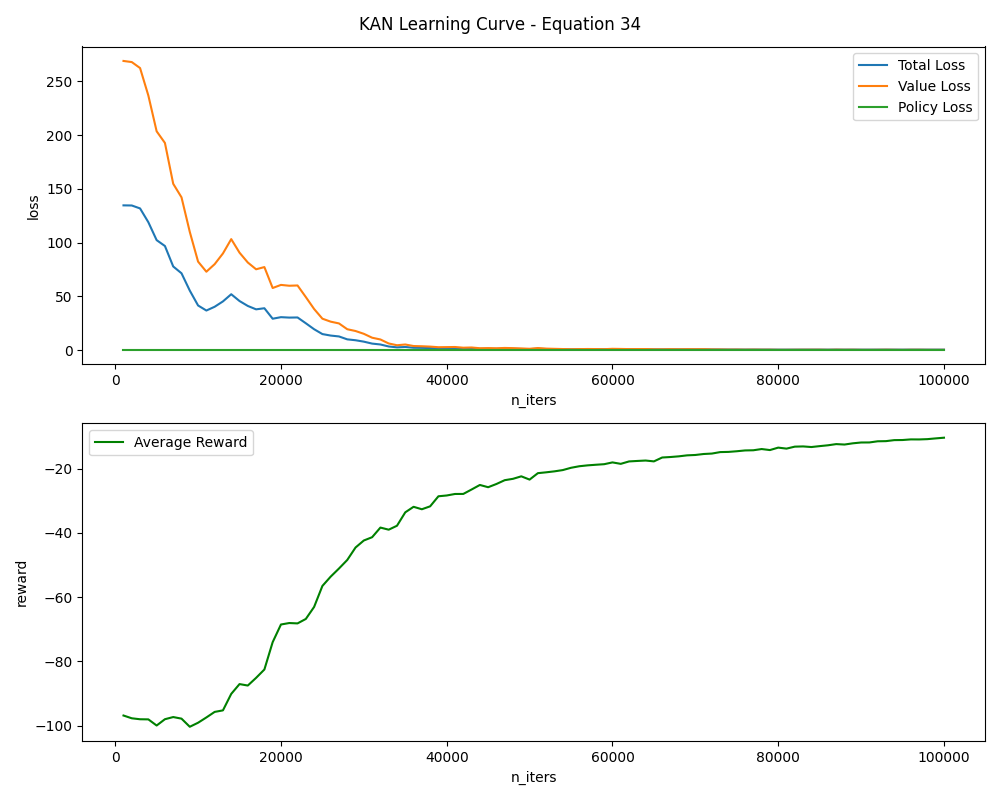 KAN Learning Curve - Equation 34
250
200
150
100
50
0
loss
Total Loss
Value Loss
Policy Loss
0 20000 40000 60000 80000 100000
n_iters
Average Reward
−20
−40
−60
−80
−100
reward
0 20000 40000 60000 80000 100000
n_iters